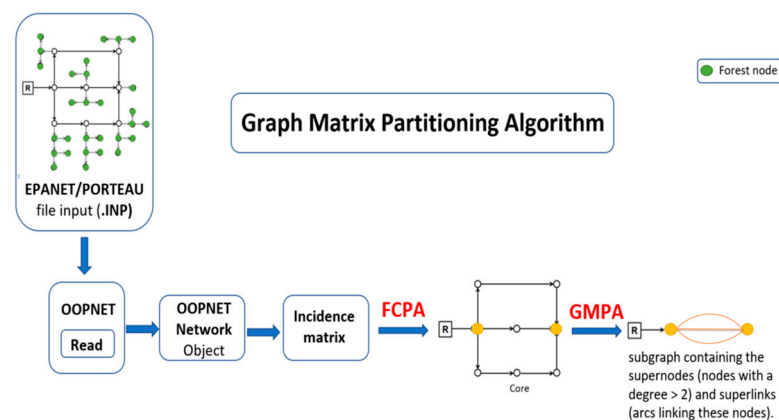 Forest node
Graph Matrix Partitioning Algorithm
R
EPANET/PORTEAU
file input (.INP)
OOPNET
Read
OOPNET
Network
Object
Incidence
matrix
FCPA
R
Core
GMPA
R
subgraph containing the
supernodes (nodes with a
degree > 2) and superlinks
(arcs linking these nodes).